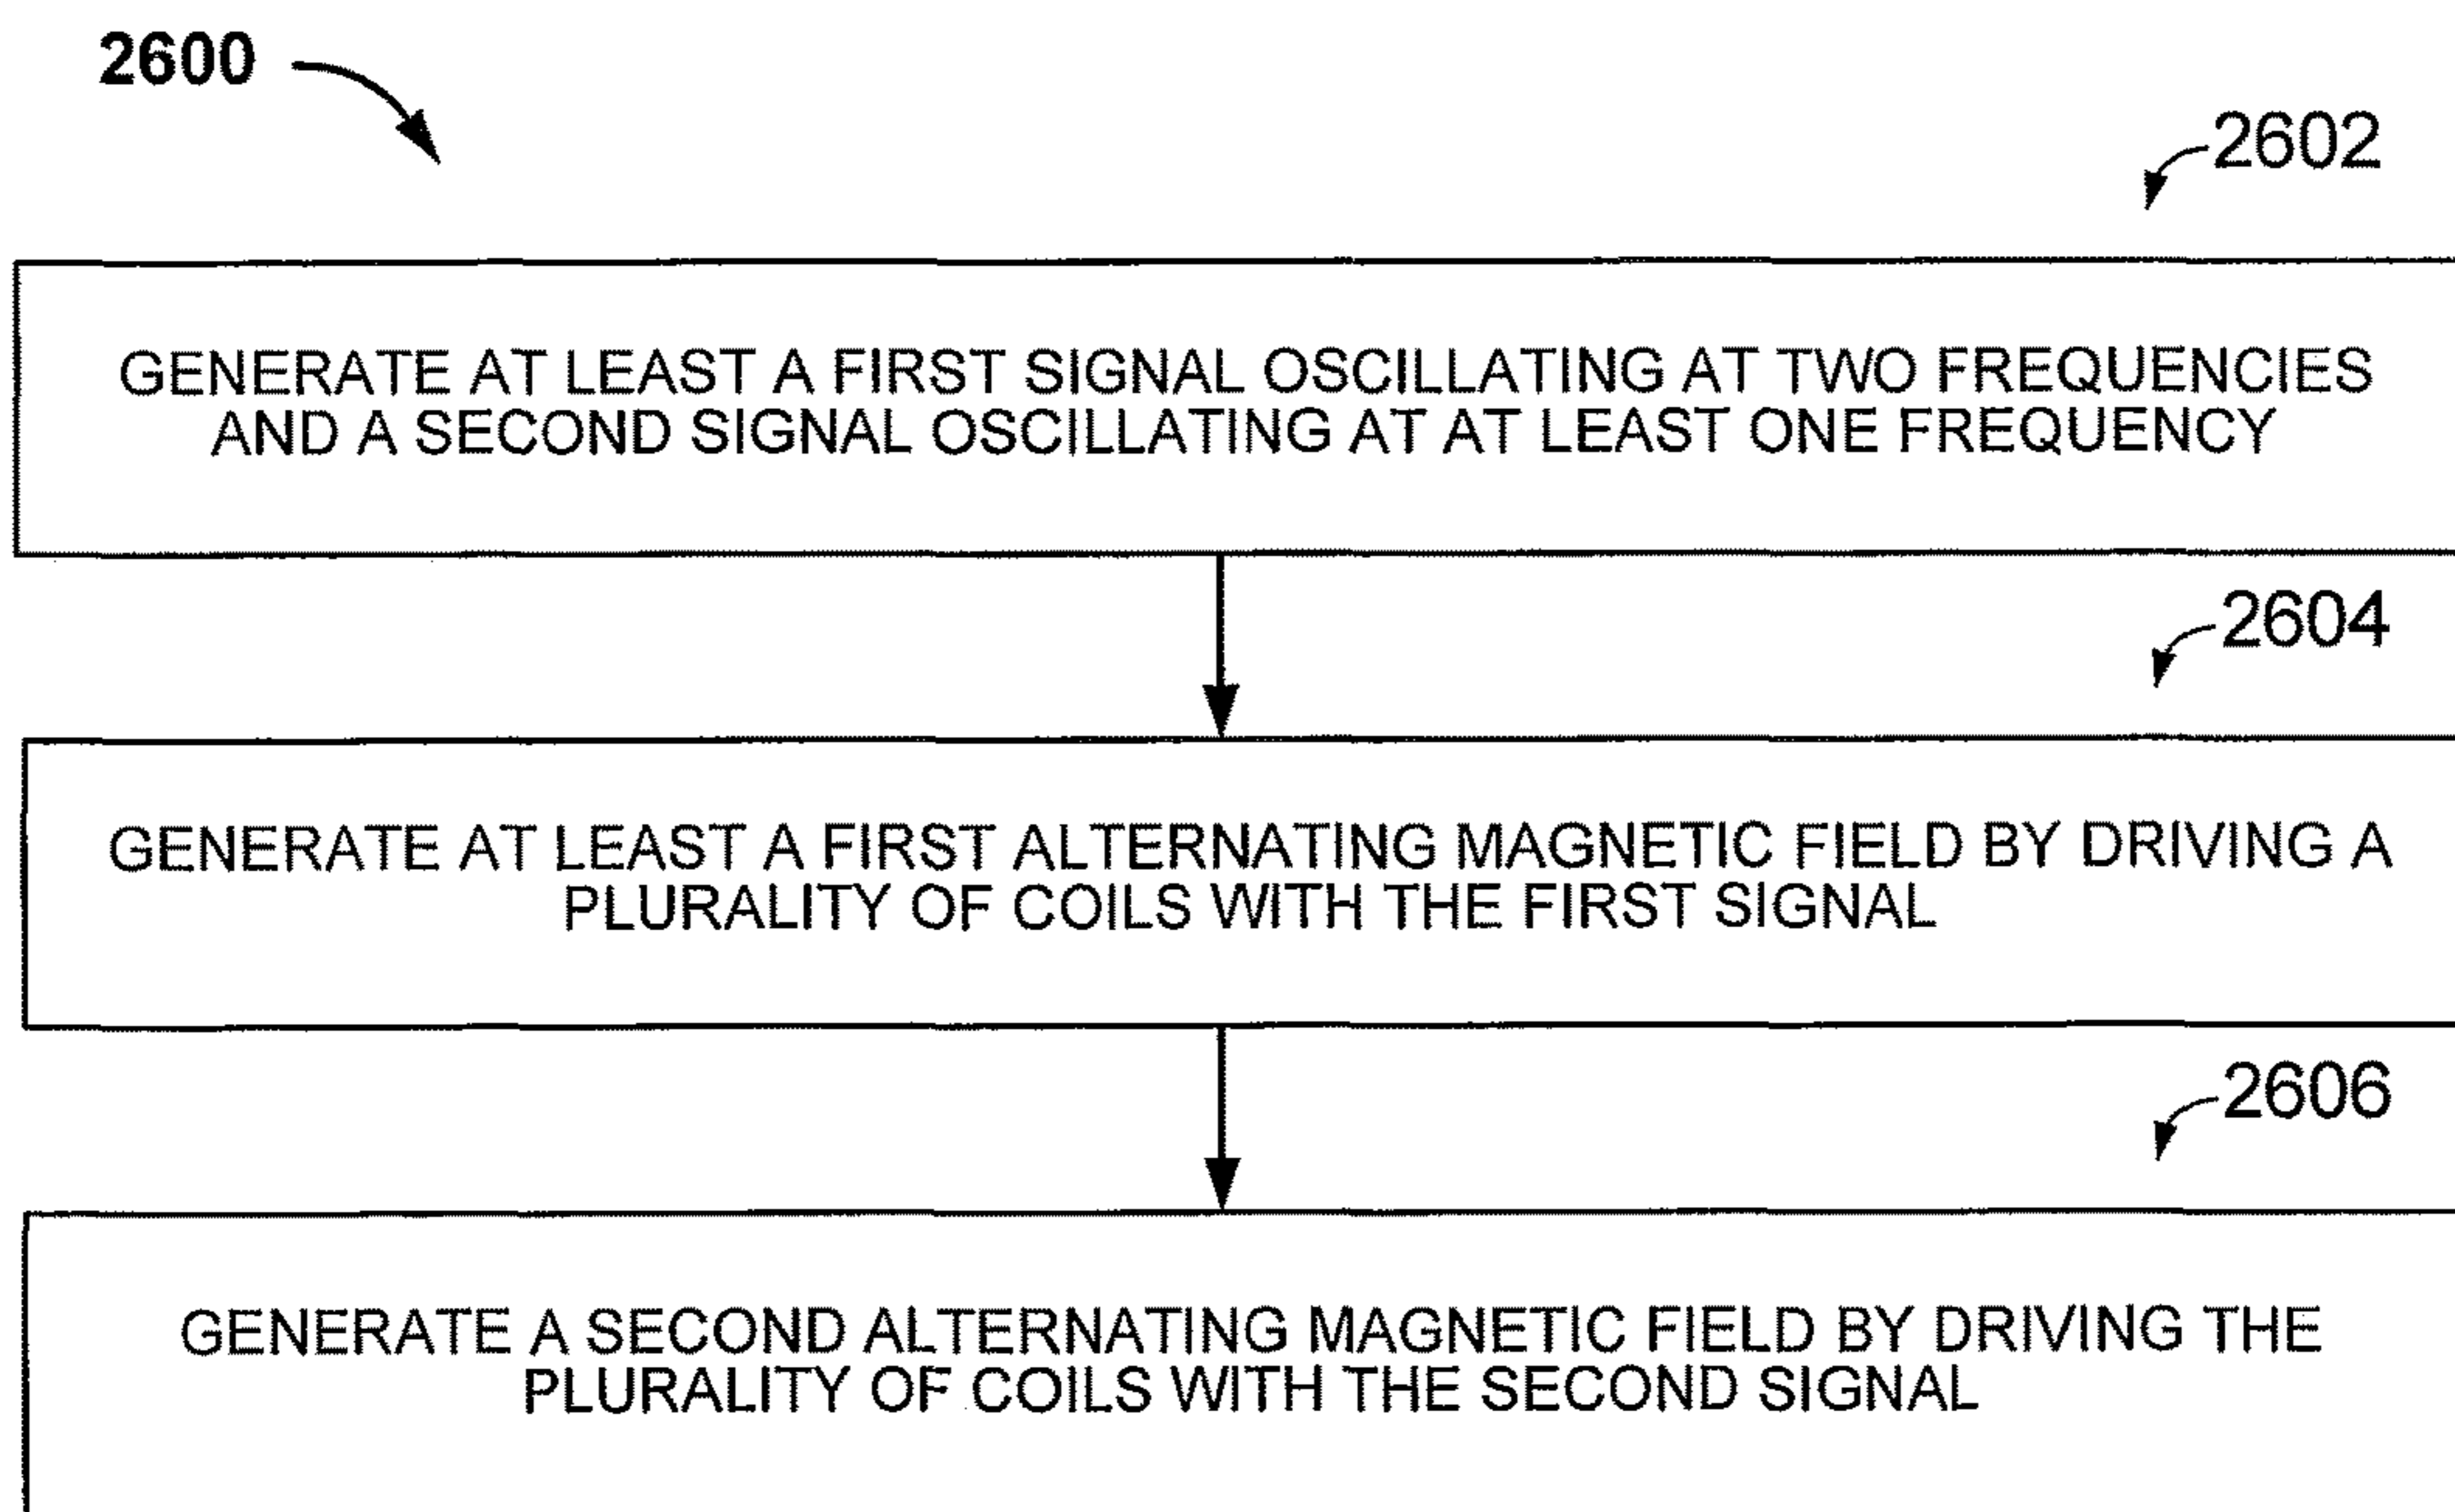 2600
2602
GENERATE AT LEAST A FIRST SIGNAL OSCILLATING AT TWO FREQUENCIES
AND A SECOND SIGNAL OSCILLATING AT AT LEAST ONE FREQUENCY
2604
GENERATE AT LEAST A FIRST ALTERNATING MAGNETIC FIELD BY DRIVING A
PLURALITY OF COILS WITH THE FIRST SIGNAL
2606
GENERATE A SECOND ALTERNATING MAGNETIC FIELD BY DRIVING THE
PLURALITY OF COILS WITH THE SECOND SIGNAL